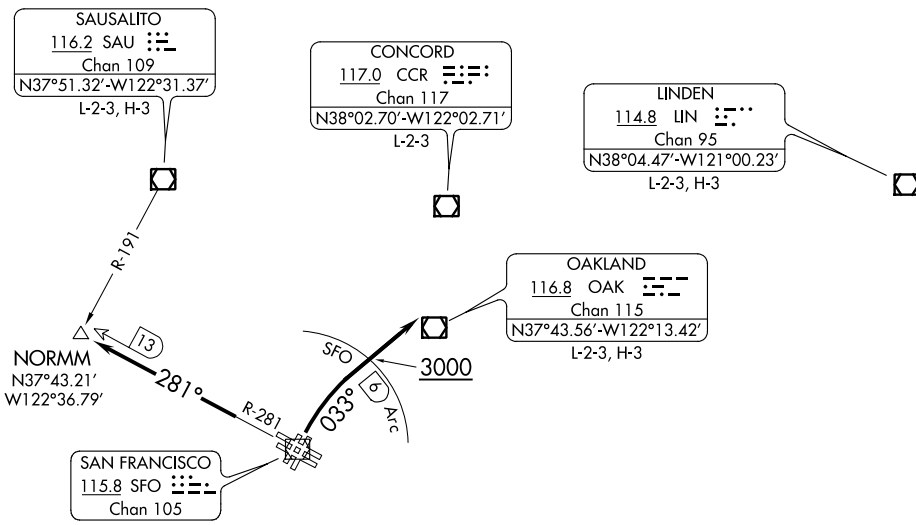 SAUSALITO
116.2 SAU
Chan 109
N37°51.32'-W122°31.37'
L-2-3, H-3
CONCORD
117.0 CCR
Chan 117
N38°02.70'-W122°02.71'
L-2-3
LINDEN
114.8 LIN
Chan 95
N38°04.47'-W121°00.23'
L-2-3, H-3
R-191
OAKLAND
116.8 OAK
Chan 115
N37°43.56'-W122°13.42'
L-2-3, H-3
NORMM
N37°43.21'
W122°36.79'
13
281°
R-281
SFO
6
Arc
3000
033°
SAN FRANCISCO
115.8 SFO
Chan 105